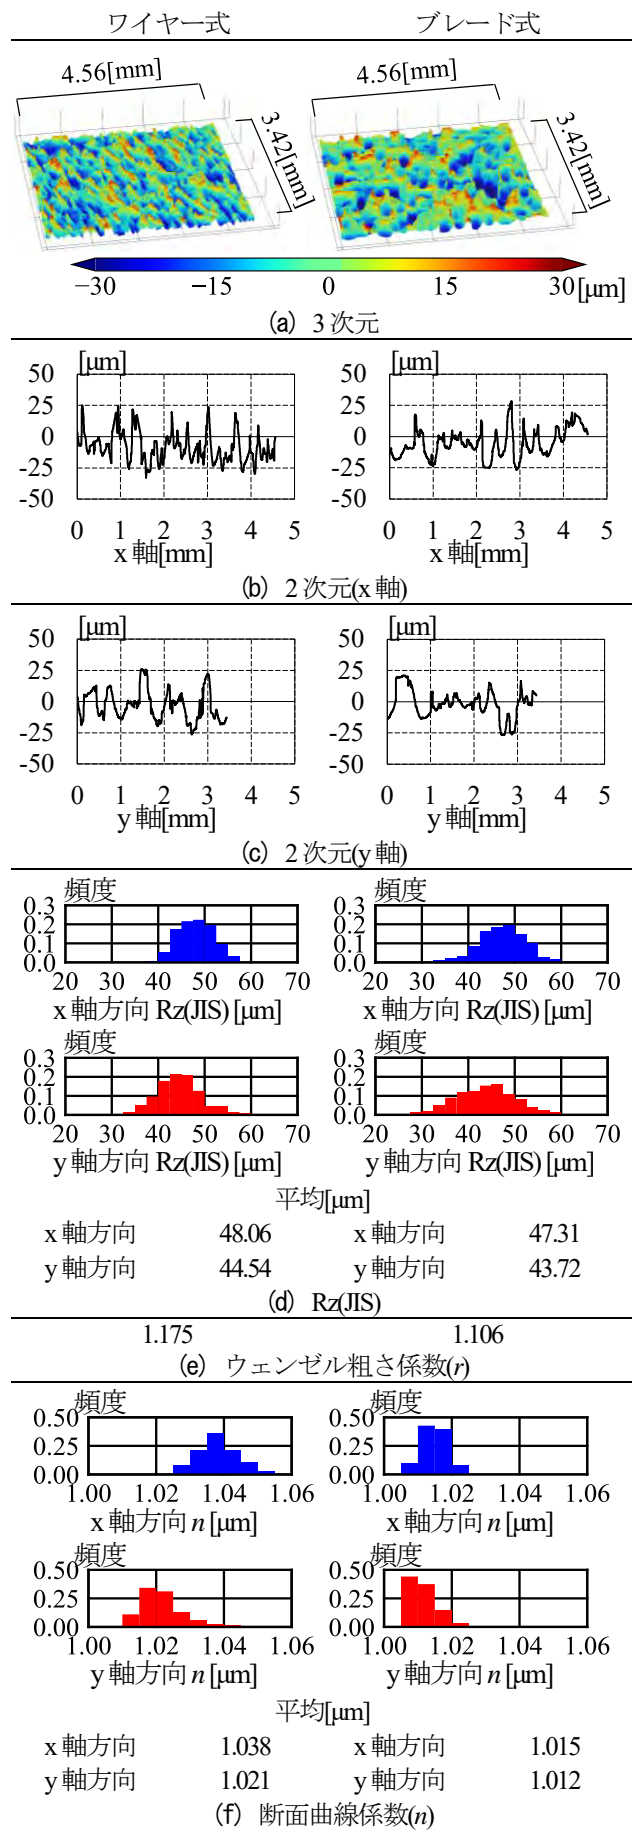 ワイヤー式 ブレード式
4.56[mm] 3.42[mm] 4.56[mm] 3.42[mm]
−30 −15 0 15 30[μm]
(a) 3次元
[μm] [μm]
50 50
25 25
0 0
-25 -25
-50 -50
0 1 2 3 4 5 0 1 2 3 4 5
x軸[mm] x軸[mm]
(b) 2次元(x軸)
[μm] [μm]
50 50
25 25
0 0
-25 -25
-50 -50
0 1 2 3 4 5 0 1 2 3 4 5
y軸[mm] y軸[mm]
(c) 2次元(y軸)
頻度 頻度
0.3 0.3
0.2 0.2
0.1 0.1
0.0 0.0
20 30 40 50 60 70 20 30 40 50 60 70
x軸方向 Rz(JIS) [μm] x軸方向 Rz(JIS) [μm]
頻度 頻度
0.3 0.3
0.2 0.2
0.1 0.1
0.0 0.0
20 30 40 50 60 70 20 30 40 50 60 70
y軸方向 Rz(JIS) [μm] y軸方向 Rz(JIS) [μm]
平均[μm]
x軸方向 48.06 x軸方向 47.31
y軸方向 44.54 y軸方向 43.72
(d) Rz(JIS)
1.175 1.106
(e) ウェンゼル粗さ係数(r)
頻度 頻度
0.50 0.50
0.25 0.25
0.00 0.00
1.00 1.02 1.04 1.06 1.00 1.02 1.04 1.06
x軸方向 n [μm] x軸方向 n [μm]
頻度 頻度
0.50 0.50
0.25 0.25
0.00 0.00
1.00 1.02 1.04 1.06 1.00 1.02 1.04 1.06
y軸方向 n [μm] y軸方向 n [μm]
平均[μm]
x軸方向 1.038 x軸方向 1.015
y軸方向 1.021 y軸方向 1.012
(f) 断面曲線係数(n)